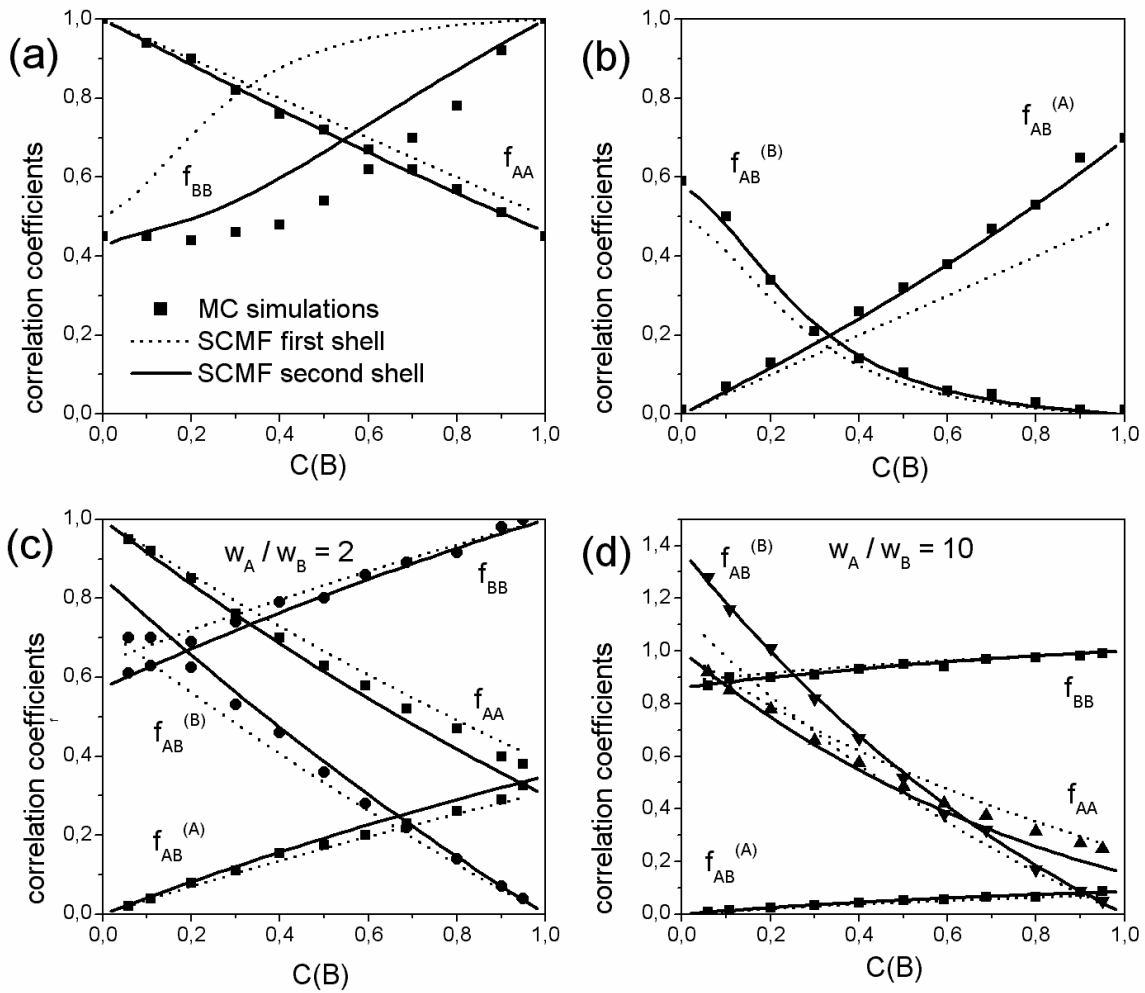 (a)
correlation coefficients
1,0
0,8
0,6
0,4
0,2
0,0
f_BB
f_AA
MC simulations
SCMF first shell
SCMF second shell
0,0 0,2 0,4 0,6 0,8 1,0
C(B)
(b)
correlation coefficients
1,0
0,8
0,6
0,4
0,2
0,0
f_AB^(B)
f_AB^(A)
0,0 0,2 0,4 0,6 0,8 1,0
C(B)
(c)
correlation coefficients
1,0
0,8
0,6
0,4
0,2
0,0
w_A / w_B = 2
f_BB
f_AA
f_AB^(B)
f_AB^(A)
0,0 0,2 0,4 0,6 0,8 1,0
C(B)
(d)
correlation coefficients
1,4
1,2
1,0
0,8
0,6
0,4
0,2
0,0
f_AB^(B)
w_A / w_B = 10
f_BB
f_AA
f_AB^(A)
0,0 0,2 0,4 0,6 0,8 1,0
C(B)